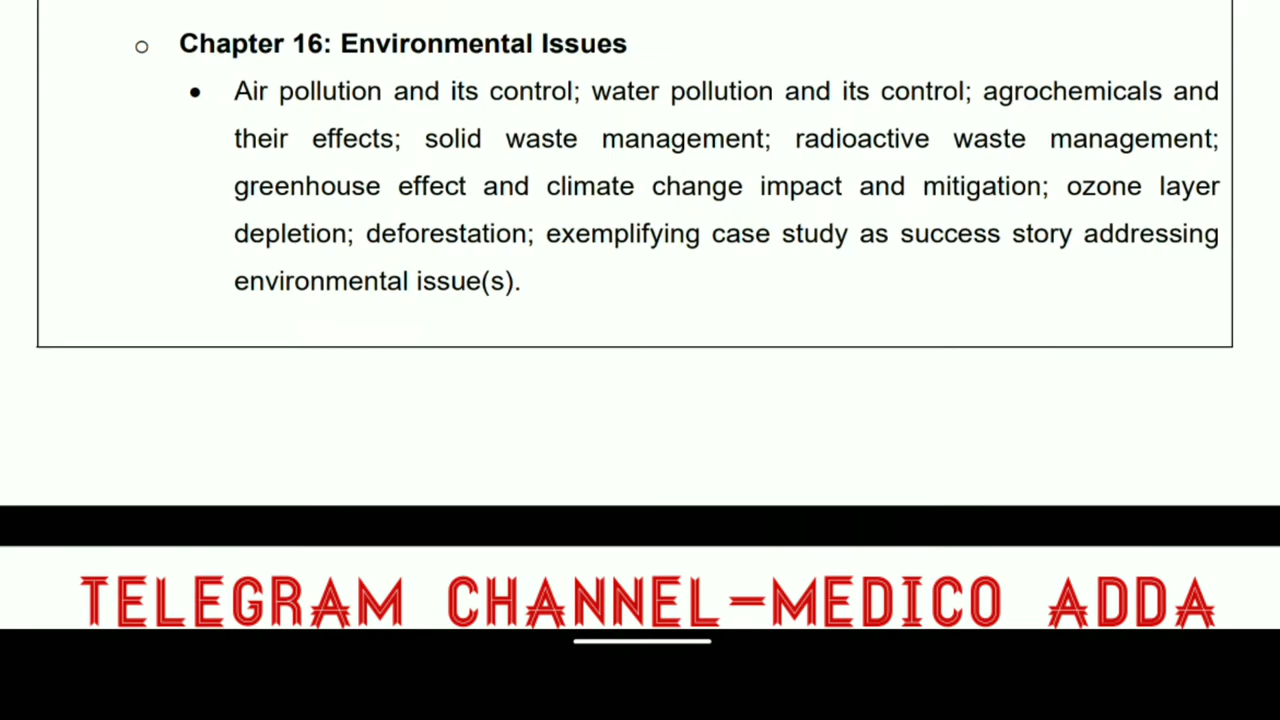 ○ Chapter 16: Environmental Issues
• Air pollution and its control; water pollution and its control; agrochemicals and
their effects; solid waste management; radioactive waste management;
greenhouse effect and climate change impact and mitigation; ozone layer
depletion; deforestation; exemplifying case study as success story addressing
environmental issue(s).
TELEGRAM CHANNEL-MEDICO ADDA